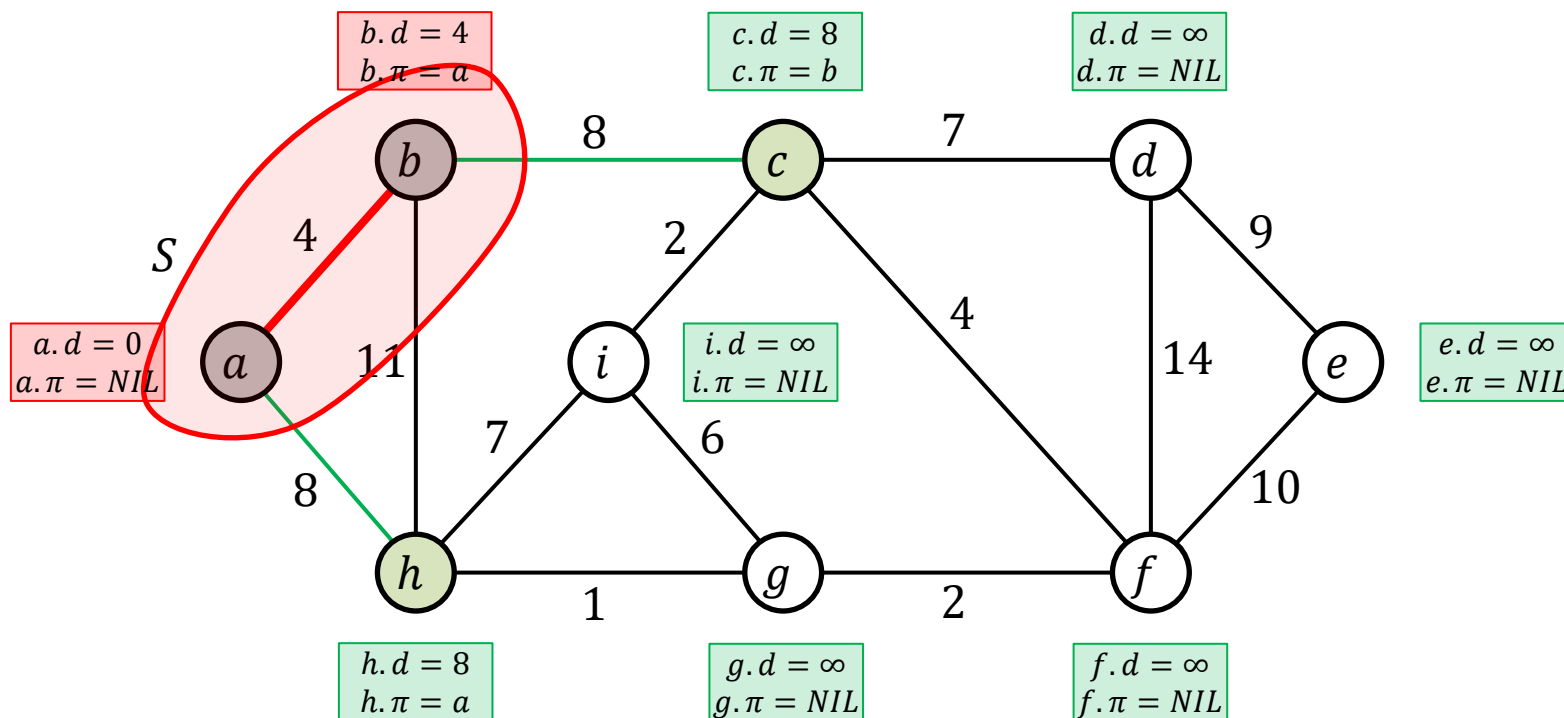 b.d = 4
b.π = a
c.d = 8
c.π = b
d.d = ∞
d.π = NIL
8
7
b
c
d
S
4
2
9
a.d = 0
a.π = NIL
a
11
i
i.d = ∞
i.π = NIL
4
14
e
e.d = ∞
e.π = NIL
8
7
6
10
h
1
g
2
f
h.d = 8
h.π = a
g.d = ∞
g.π = NIL
f.d = ∞
f.π = NIL